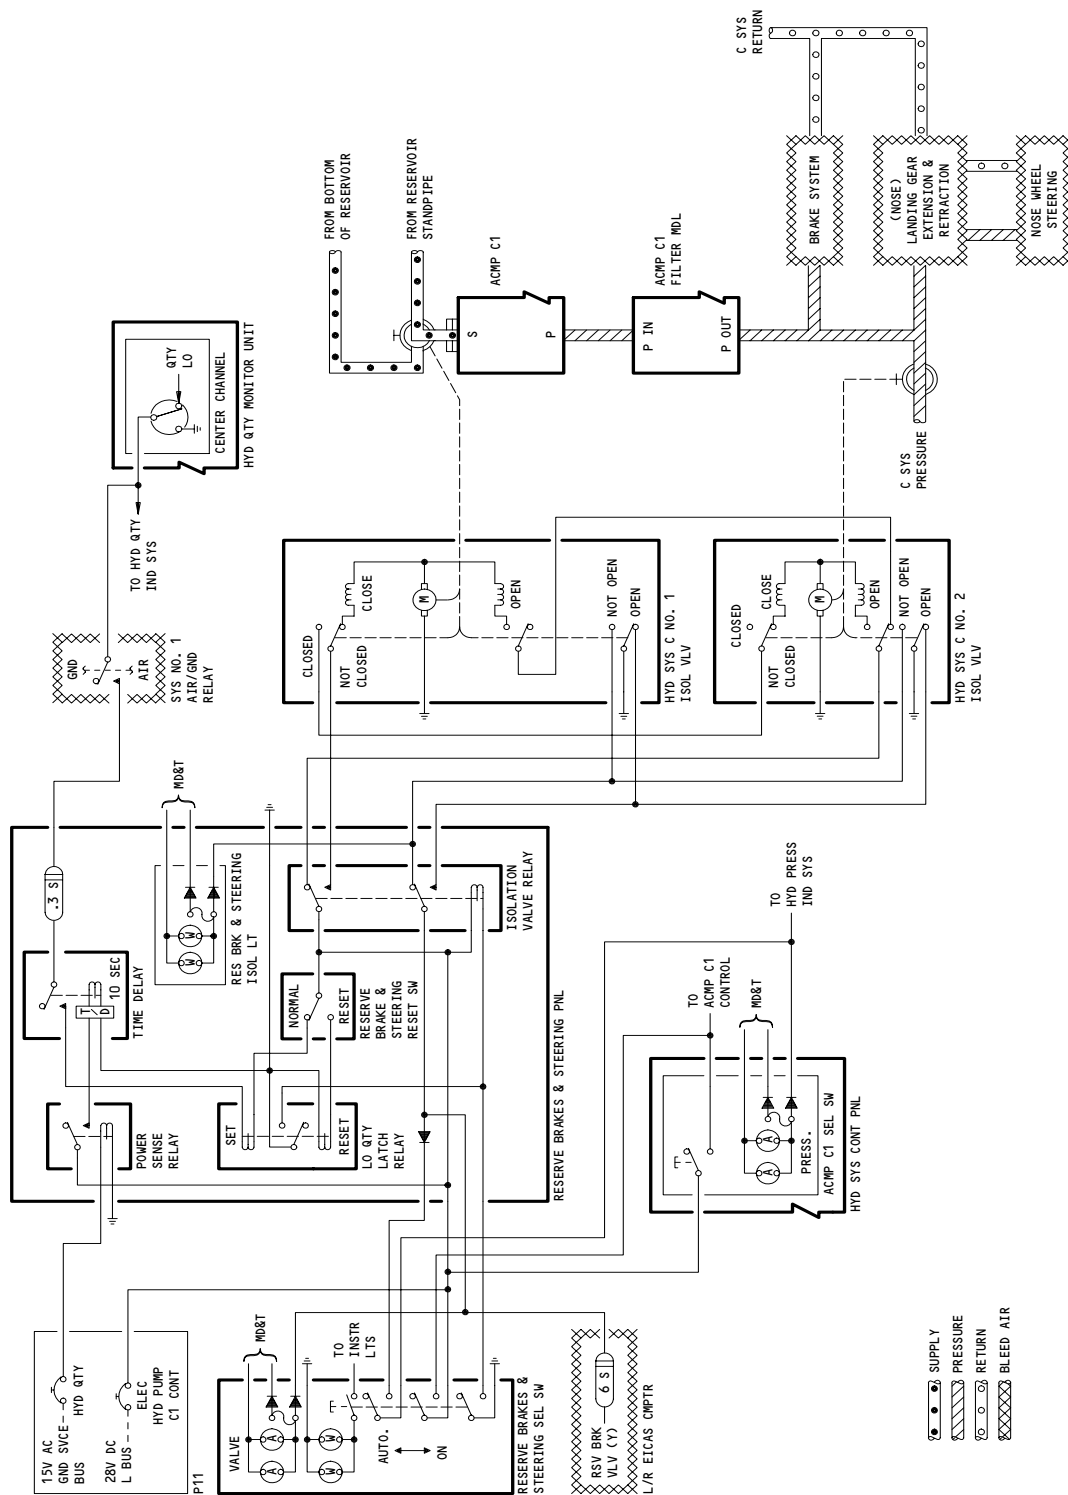 15V AC
GND SVCE
BUS
HYD QTY
28V DC
L BUS
ELEC
HYD PUMP
C1 CONT
P11
VALVE
A
A
MD&T
W
W
TO
INSTR
LTS
AUTO.
ON
RESERVE BRAKES &
STEERING SEL SW
RSV BRK
VLV (Y)
6 S
L/R EICAS CMPTR
SUPPLY
PRESSURE
RETURN
BLEED AIR
POWER
SENSE
RELAY
T/D
10 SEC
TIME DELAY
.3 S
MD&T
W
W
RES BRK & STEERING
ISOL LT
SET
RESET
LO QTY
LATCH
RELAY
NORMAL
RESET
RESERVE
BRAKE &
STEERING
RESET SW
ISOLATION
VALVE RELAY
RESERVE BRAKES & STEERING PNL
TO
ACMP C1
CONTROL
MD&T
A
A
PRESS.
ACMP C1 SEL SW
HYD SYS CONT PNL
TO
HYD PRESS
IND SYS
GND
AIR
SYS NO. 1
AIR/GND
RELAY
TO HYD QTY
IND SYS
QTY
LO
CENTER CHANNEL
HYD QTY MONITOR UNIT
CLOSED
NOT
CLOSED
CLOSE
M
OPEN
NOT OPEN
OPEN
HYD SYS C NO. 1
ISOL VLV
CLOSED
NOT
CLOSED
CLOSE
M
OPEN
NOT OPEN
OPEN
HYD SYS C NO. 2
ISOL VLV
FROM BOTTOM
OF RESERVOIR
FROM RESERVOIR
STANDPIPE
S
P
ACMP C1
P IN
P OUT
ACMP C1
FILTER MDL
C SYS
PRESSURE
C SYS
RETURN
BRAKE SYSTEM
(NOSE)
LANDING GEAR
EXTENSION &
RETRACTION
NOSE WHEEL
STEERING